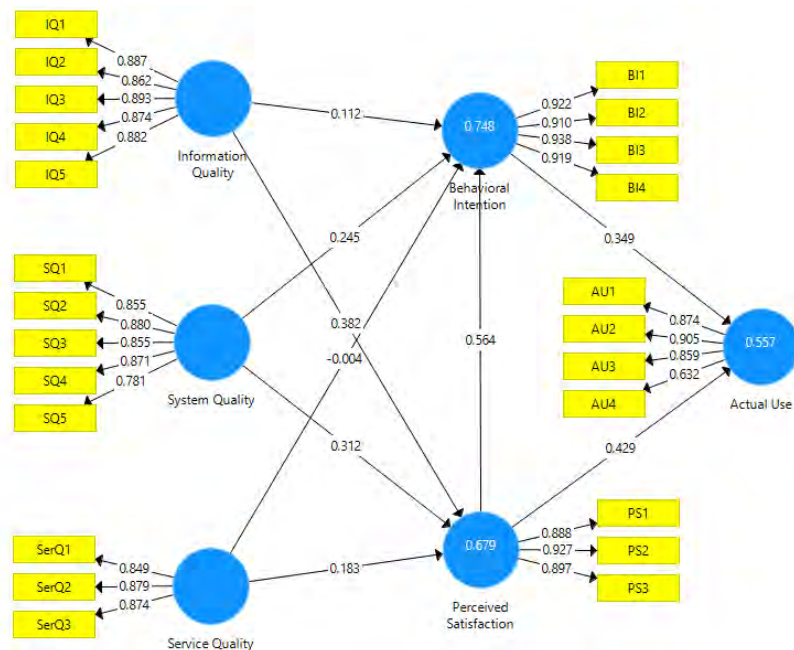 IQ1
IQ2
IQ3
IQ4
IQ5
0.887
0.862
0.893
0.874
0.882
Information
Quality
0.112
0.748
Behavioral
Intention
0.922
0.910
0.938
0.919
BI1
BI2
BI3
BI4
0.245
0.349
SQ1
SQ2
SQ3
SQ4
SQ5
0.855
0.880
0.855
0.871
0.781
System Quality
0.382
-0.004
0.564
AU1
AU2
AU3
AU4
0.874
0.905
0.859
0.632
0.557
Actual Use
0.312
0.429
SerQ1
SerQ2
SerQ3
0.849
0.879
0.874
Service Quality
0.183
0.679
Perceived
Satisfaction
0.888
0.927
0.897
PS1
PS2
PS3